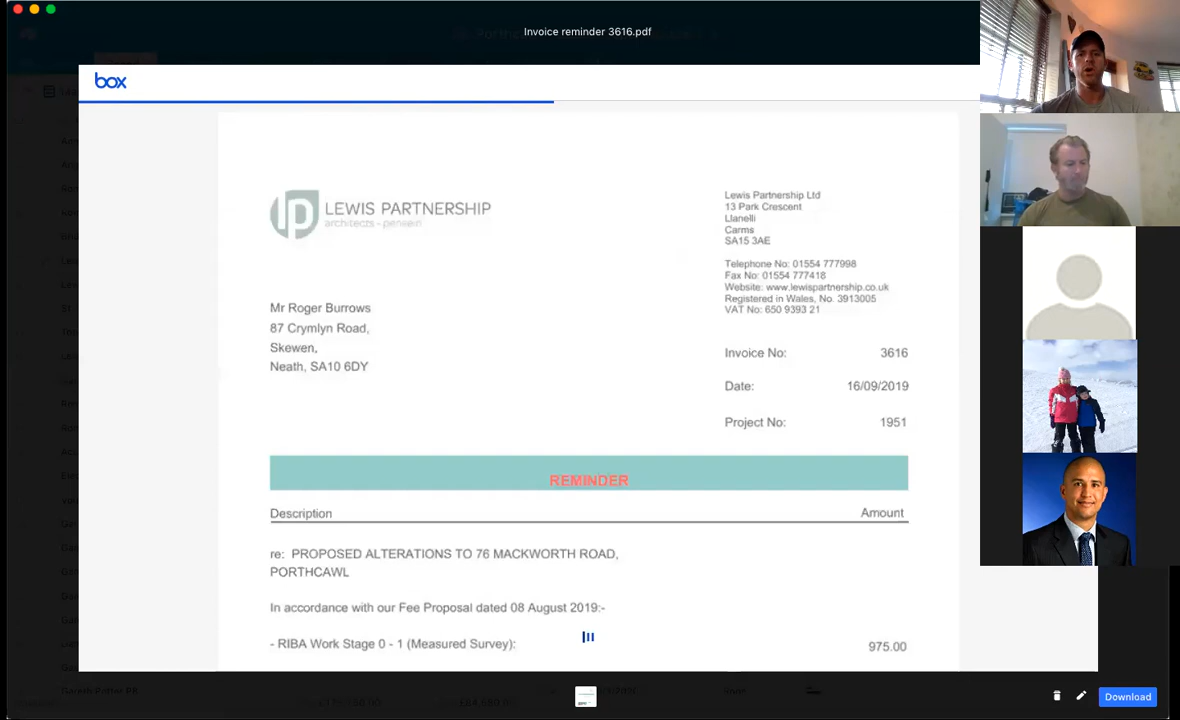 Invoice reminder 3616.pdf
box
LEWIS PARTNERSHIP
architects - penseiri
Lewis Partnership Ltd
13 Park Crescent
Llanelli
Carms
SA15 3AE
Telephone No: 01554 777998
Fax No: 01554 777418
Website: www.lewispartnership.co.uk
Registered in Wales, No. 3913005
VAT No: 650 9393 21
Mr Roger Burrows
87 Crymlyn Road,
Skewen,
Neath, SA10 6DY
Invoice No: 3616
Date: 16/09/2019
Project No: 1951
REMINDER
Description Amount
re: PROPOSED ALTERATIONS TO 76 MACKWORTH ROAD,
PORTHCAWL
In accordance with our Fee Proposal dated 08 August 2019:-
- RIBA Work Stage 0 - 1 (Measured Survey): 975.00
Download